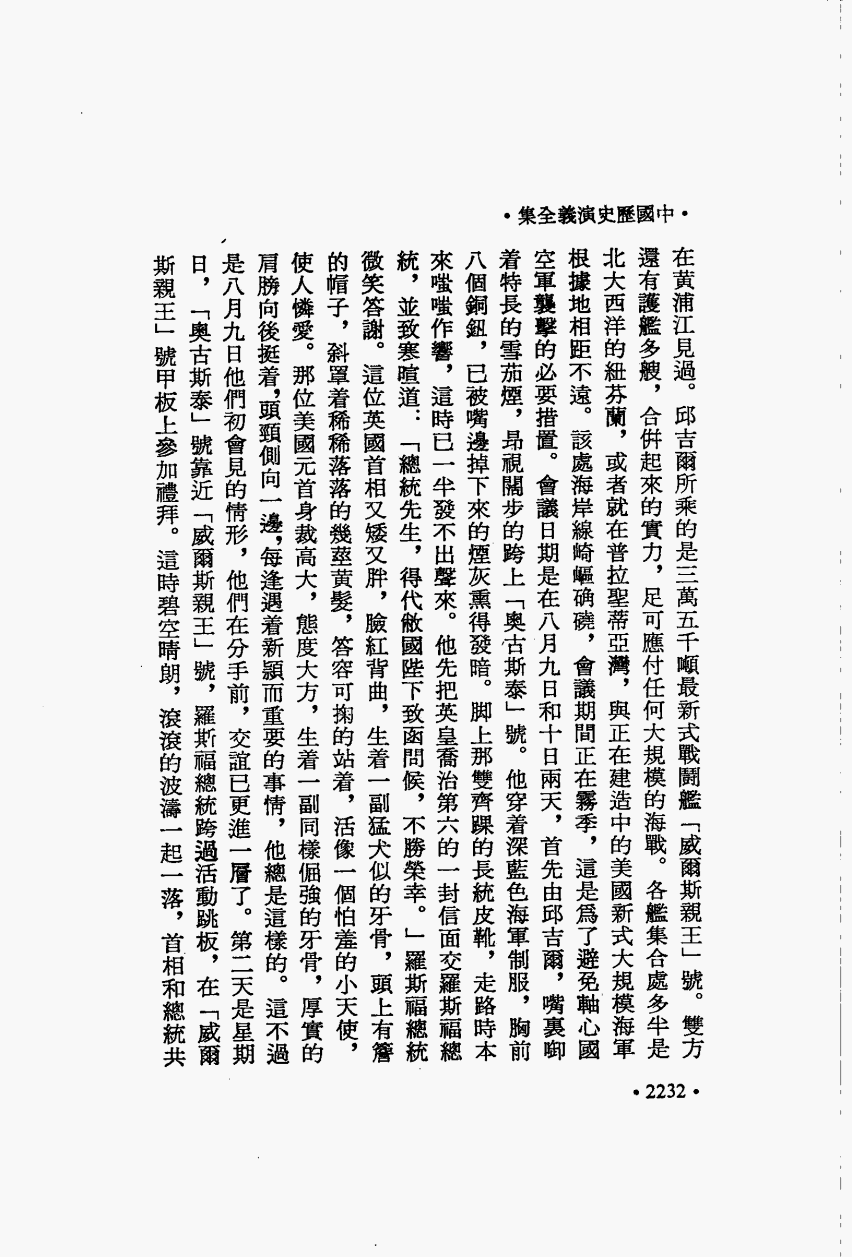 •中國歷史演義全集•
在黃浦江見過。邱吉爾所乘的是三萬五千噸最新式戰鬪艦「威爾斯親王」號。雙方
還有護艦多艘，合併起來的實力，足可應付任何大規模的海戰。各艦集合處多半是
北大西洋的紐芬蘭，或者就在普拉聖蒂亞灣，與正在建造中的美國新式大規模海軍
根據地相距不遠。該處海岸線崎嶇确磽，會議期間正在霧季，這是爲了避免軸心國
空軍襲擊的必要措置。會議日期是在八月九日和十日兩天，首先由邱吉爾，嘴裏啣
着特長的雪茄煙，昂視闊步的跨上「奧古斯泰」號。他穿着深藍色海軍制服，胸前
八個銅鈕，已被嘴邊掉下來的煙灰熏得發暗。脚上那雙齊踝的長統皮靴，走路時本
來嗤嗤作響，這時已一半發不出聲來。他先把英皇喬治第六的一封信面交羅斯福總
統，並致寒暄道：「總統先生，得代敝國陛下致函問候，不勝榮幸。」羅斯福總統
微笑答謝。這位英國首相又矮又胖，臉紅背曲，生着一副猛犬似的牙骨，頭上有簷
的帽子，斜罩着稀稀落落的幾莖黃髮，答容可掬的站着，活像一個怕羞的小天使，
使人憐愛。那位美國元首身裁高大，態度大方，生着一副同樣倔強的牙骨，厚實的
肩膀向後挺着，頭頸側向一邊，每逢遇着新頴而重要的事情，他總是這樣的。這不過
是八月九日他們初會見的情形，他們在分手前，交誼已更進一層了。第二天是星期
日，「奧古斯泰」號靠近「威爾斯親王」號，羅斯福總統跨過活動跳板，在「威爾
斯親王」號甲板上參加禮拜。這時碧空晴朗，滾滾的波濤一起一落，首相和總統共
•2232•